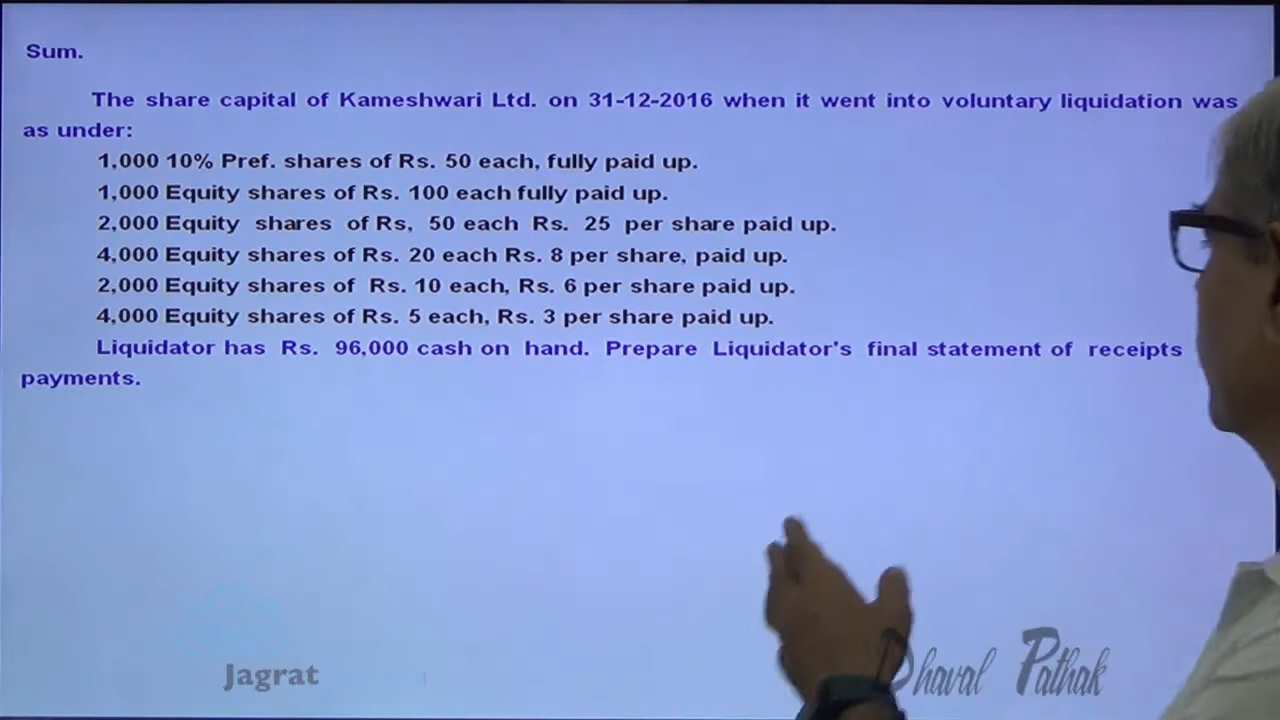 Sum.
The share capital of Kameshwari Ltd. on 31-12-2016 when it went into voluntary liquidation was
as under:
1,000 10% Pref. shares of Rs. 50 each, fully paid up.
1,000 Equity shares of Rs. 100 each fully paid up.
2,000 Equity shares of Rs, 50 each Rs. 25 per share paid up.
4,000 Equity shares of Rs. 20 each Rs. 8 per share, paid up.
2,000 Equity shares of Rs. 10 each, Rs. 6 per share paid up.
4,000 Equity shares of Rs. 5 each, Rs. 3 per share paid up.
Liquidator has Rs. 96,000 cash on hand. Prepare Liquidator's final statement of receipts
payments.
Jagrat
Dhaval Pathak